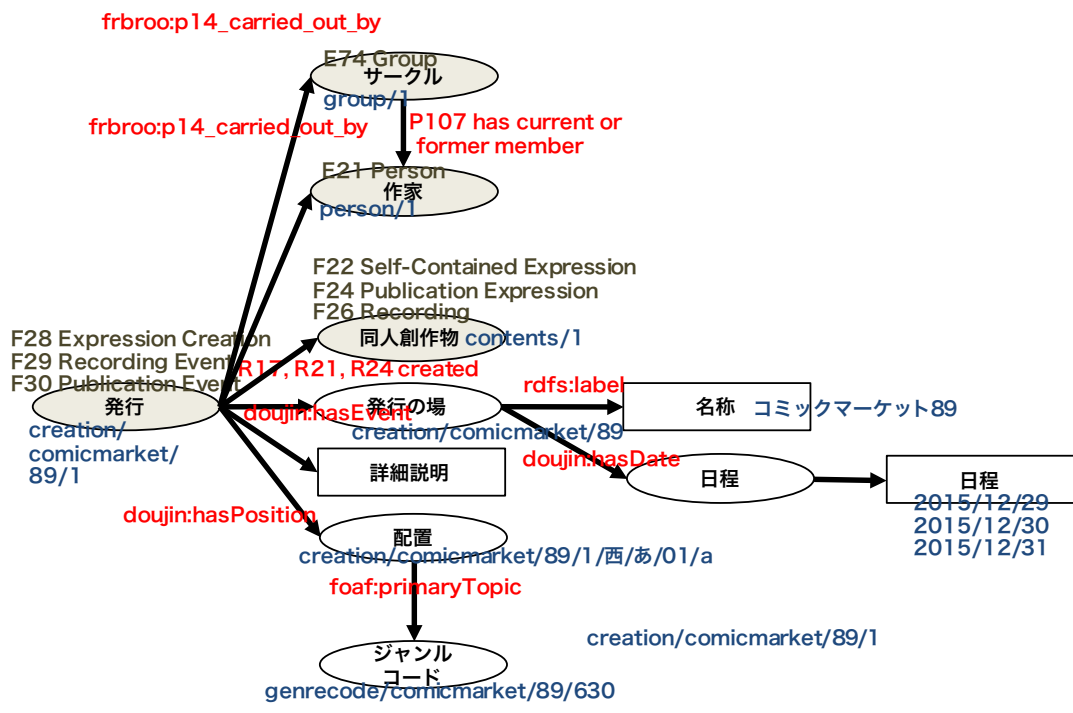 frbroo:p14_carried_out_by
E74 Group
サークル
group/1
frbroo:p14_carried_out_by
P107 has current or
former member
E21 Person
作家
person/1
F22 Self-Contained Expression
F24 Publication Expression
F26 Recording
同人創作物 contents/1
F28 Expression Creation
F29 Recording Event
F30 Publication Event
R17, R21, R24 created
発行
doujin:hasEvent
発行の場
rdfs:label
名称 コミックマーケット89
creation/
comicmarket/
89/1
creation/comicmarket/89
doujin:hasDate
詳細説明
日程
日程
2015/12/29
2015/12/30
2015/12/31
doujin:hasPosition
配置
creation/comicmarket/89/1/西/あ/01/a
foaf:primaryTopic
creation/comicmarket/89/1
ジャンル
コード
genrecode/comicmarket/89/630